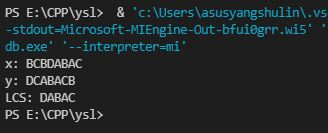 PS E:\CPP\ysl>  & 'c:\Users\asusyangshulin\.vs
-stdout=Microsoft-MIEngine-Out-bfui0grr.wi5' '
db.exe' '--interpreter=mi'
x: BCBDABAC
y: DCABACB
LCS: DABAC
PS E:\CPP\ysl>